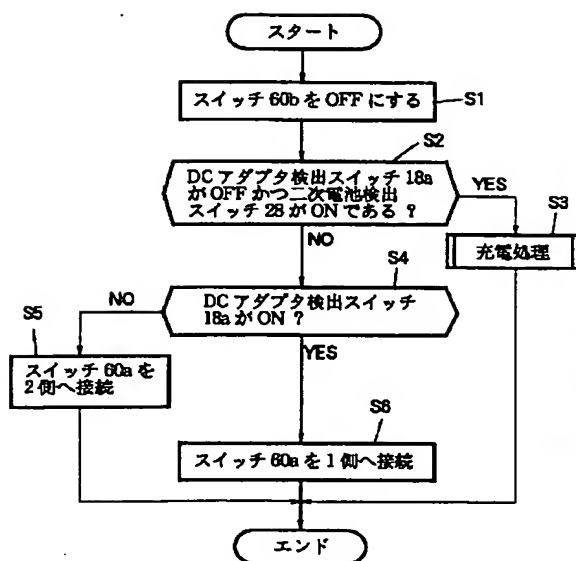 スタート
スイッチ 60b を OFF にする
S1
S2
DC アダプタ検出スイッチ 18a
が OFF かつ二次電池検出
スイッチ 28 が ON である ?
YES
S3
充電処理
NO
S4
DC アダプタ検出スイッチ
18a が ON ?
NO
S5
スイッチ 60a を
2 側へ接続
YES
S6
スイッチ 60a を 1 側へ接続
エンド